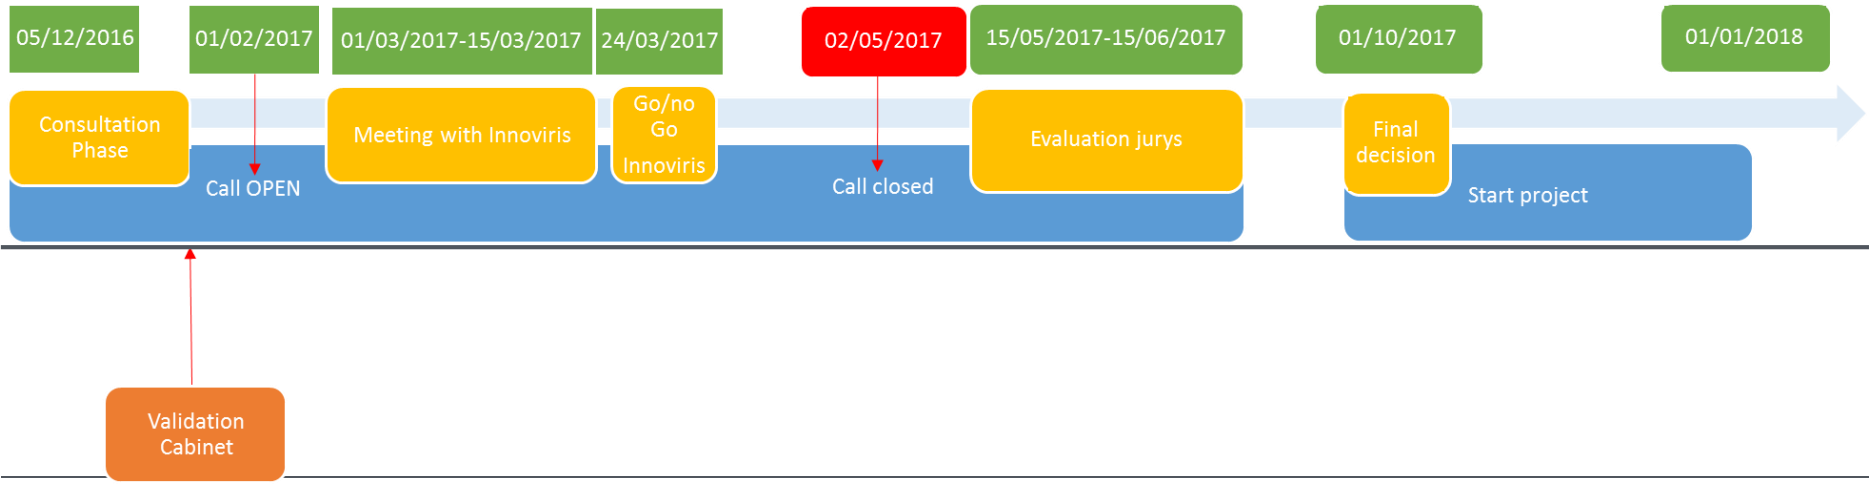 05/12/2016
01/02/2017
01/03/2017-15/03/2017
24/03/2017
02/05/2017
15/05/2017-15/06/2017
01/10/2017
01/01/2018
Consultation
Phase
Call OPEN
Meeting with Innoviris
Go/no
Go
Innoviris
Call closed
Evaluation jurys
Final
decision
Start project
Validation
Cabinet